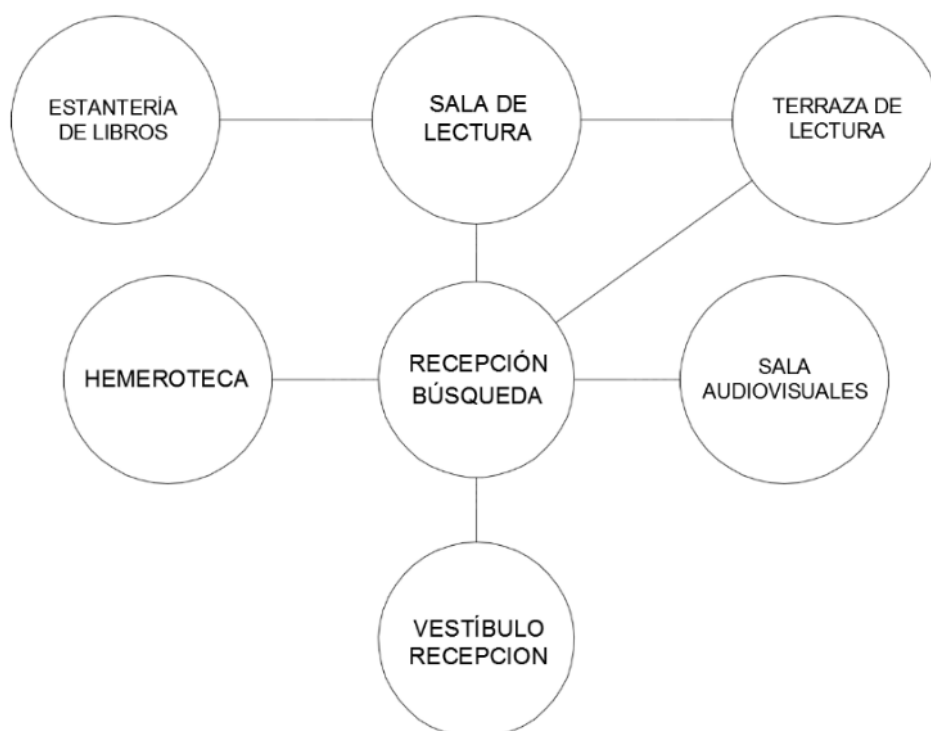 ESTANTERÍA
DE LIBROS
SALA DE
LECTURA
TERRAZA DE
LECTURA
HEMEROTECA
RECEPCIÓN
BÚSQUEDA
SALA
AUDIOVISUALES
VESTÍBULO
RECEPCION